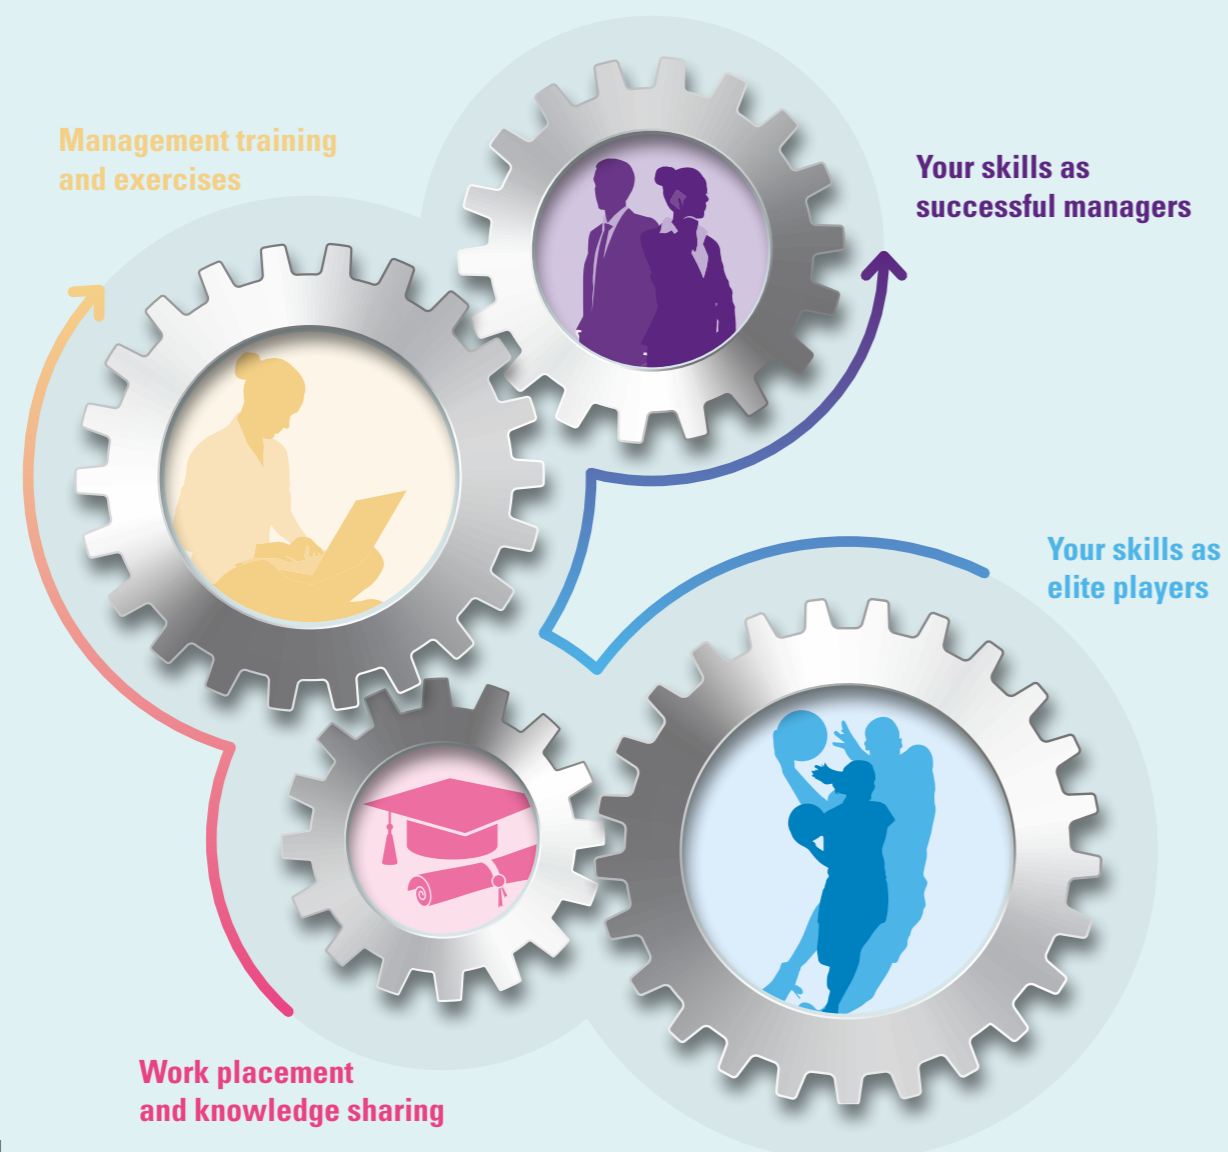 Management training
and exercises
Your skills as
successful managers
Your skills as
elite players
Work placement
and knowledge sharing